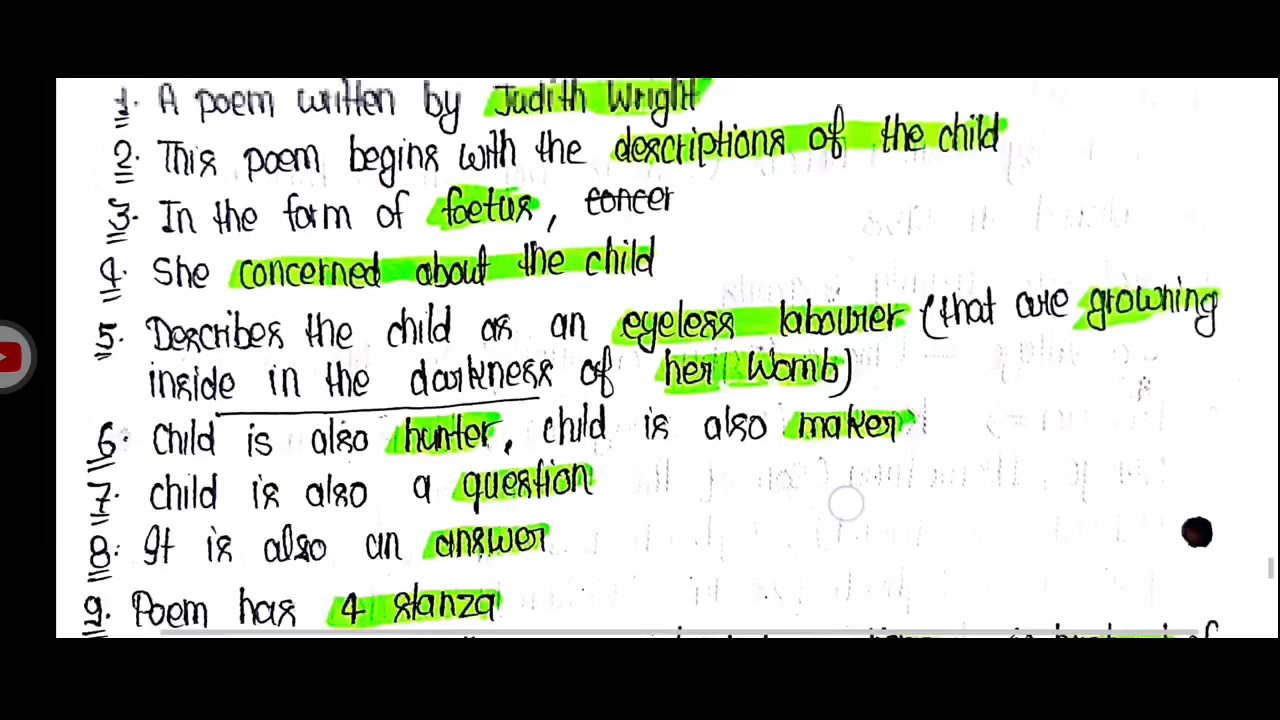 1. A poem written by Judith Wright
2. This poem begins with the descriptions of the child
3. In the form of foetus, concer
4. She concerned about the child
5. Describes the child as an eyeless labourer (that are growning
inside in the darkness of her womb)
6. Child is also hunter, child is also maker
7. child is also a question
8. It is also an answer
9. Poem has 4 stanza